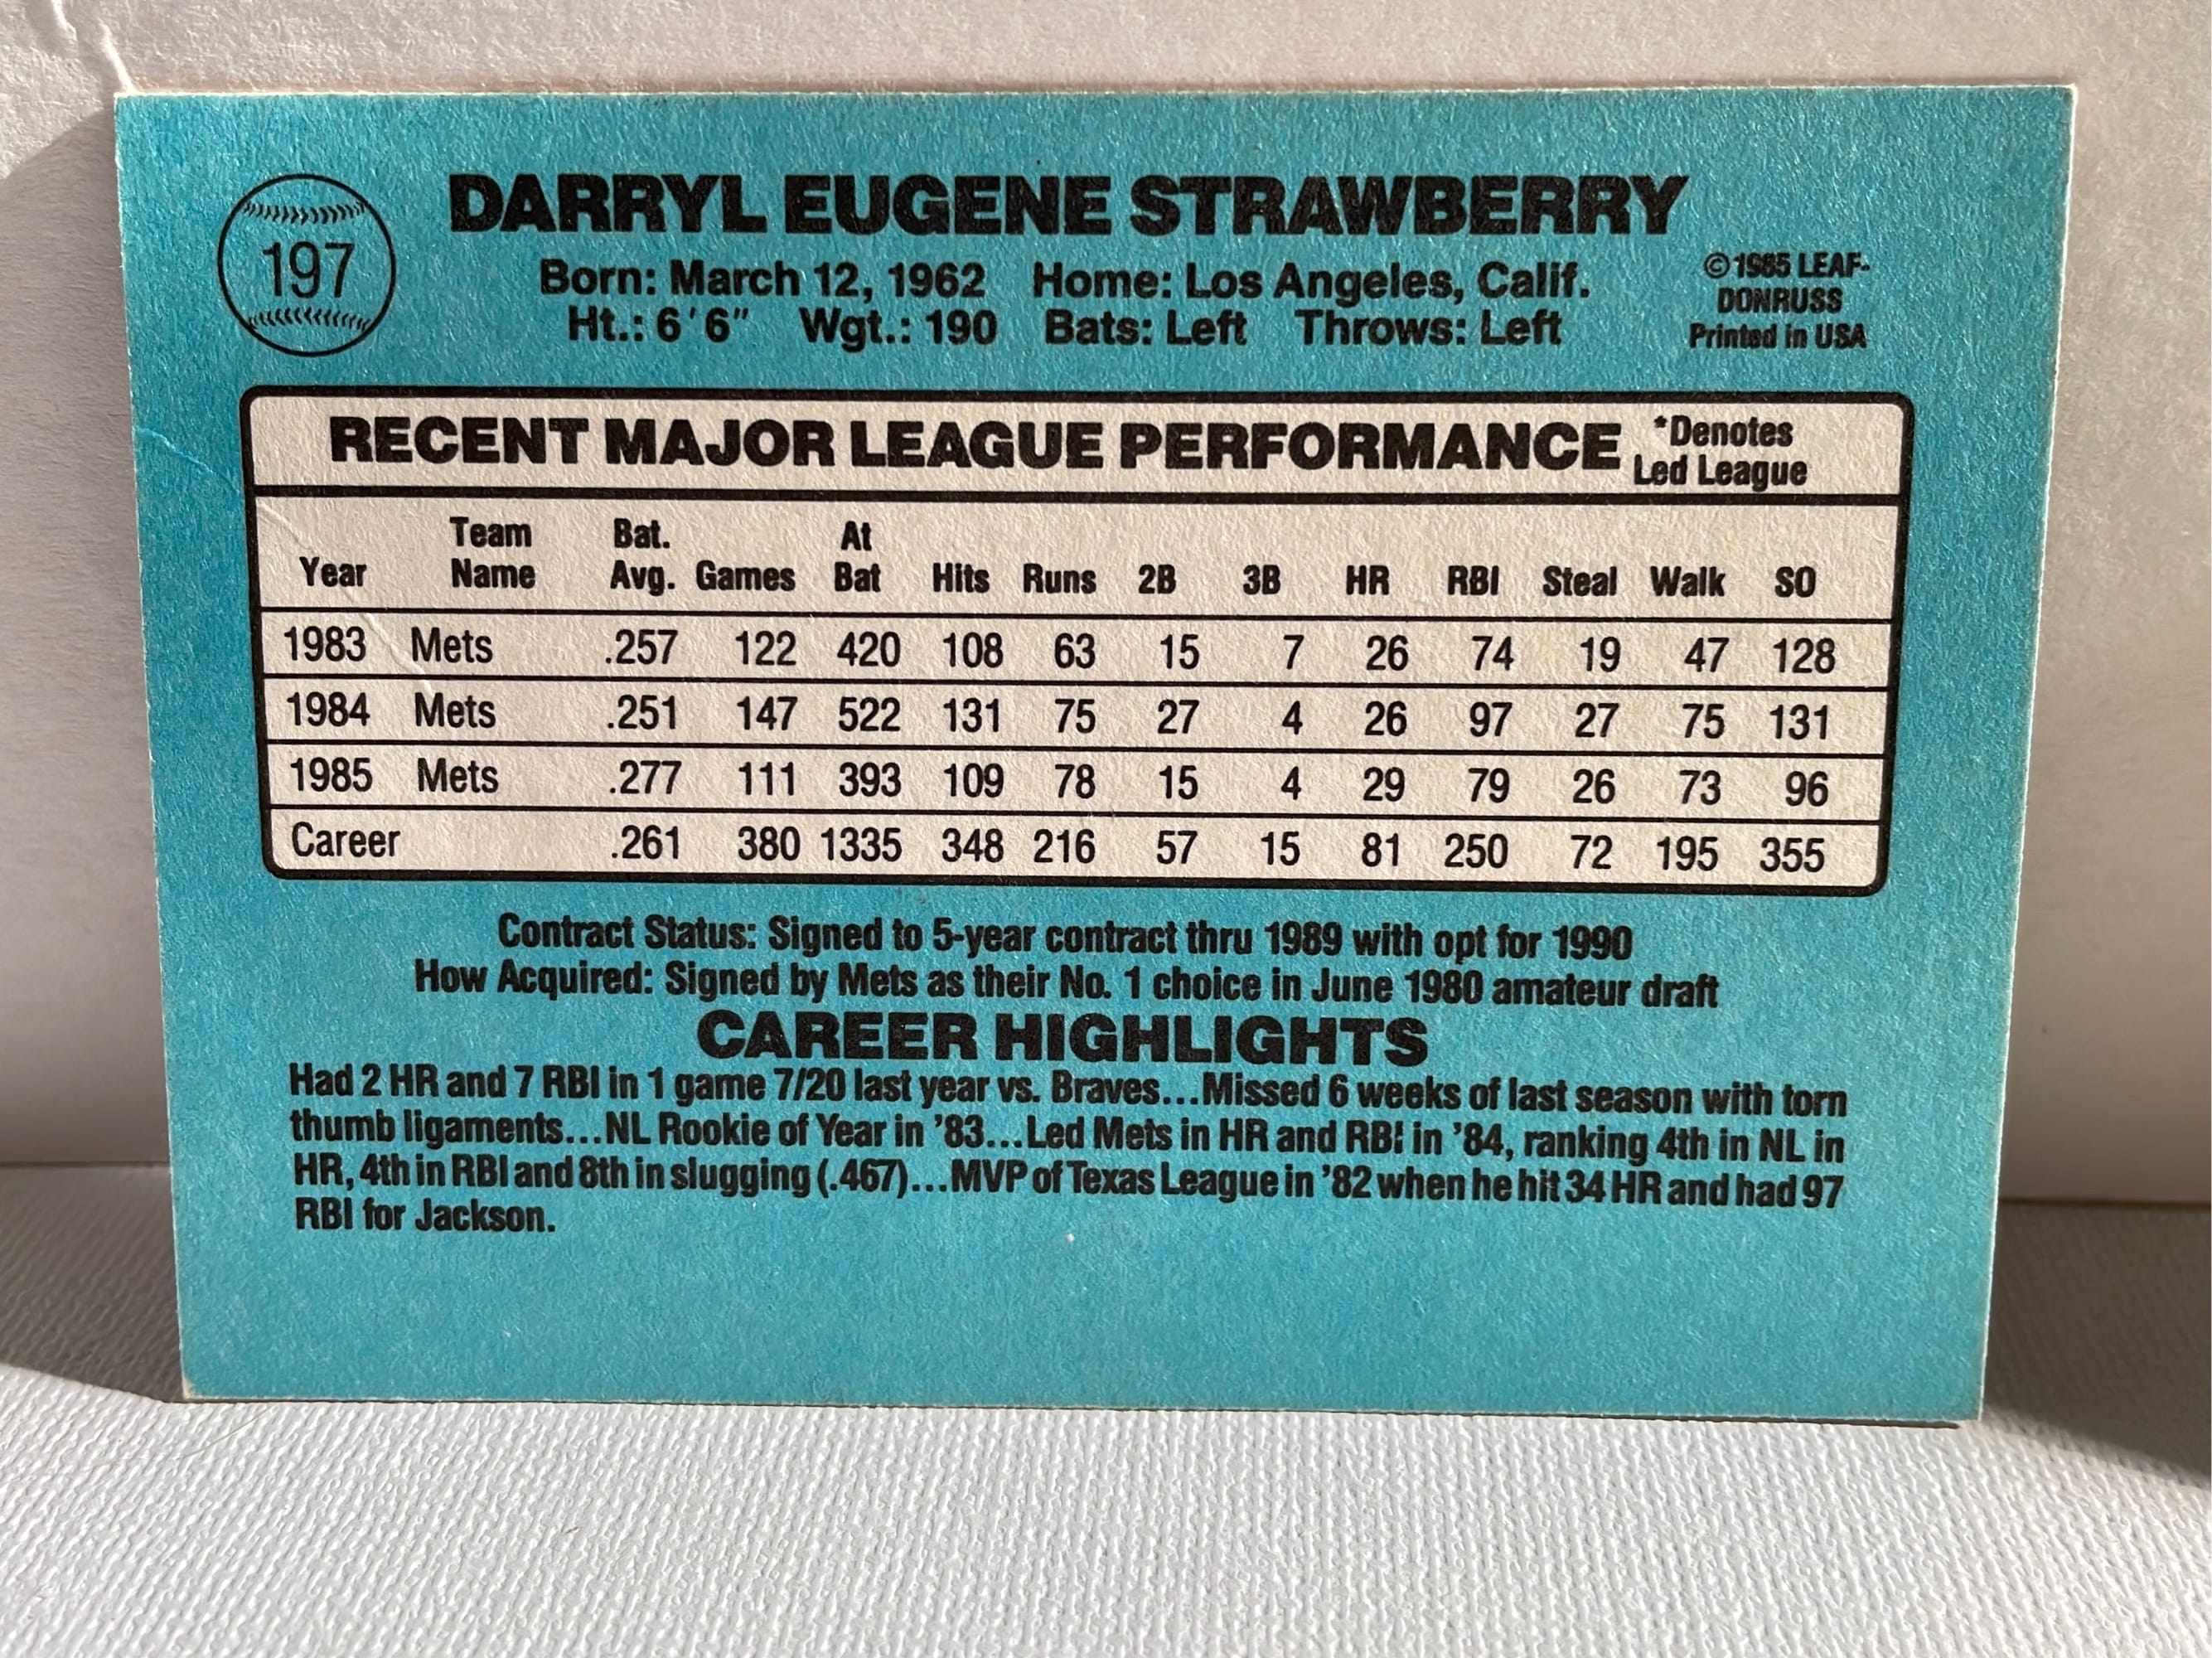 DARRYL EUGENE STRAWBERRY
197
Born: March 12, 1962 Home: Los Angeles, Calif.
Ht.: 6'6" Wgt.: 190 Bats: Left Throws: Left
©1985 LEAF-
DONRUSS
Printed in USA
RECENT MAJOR LEAGUE PERFORMANCE
*Denotes
Led League
Year Team Name Bat. Avg. Games At Bat Hits Runs 2B 3B HR RBI Steal Walk SO
1983 Mets .257 122 420 108 63 15 7 26 74 19 47 128
1984 Mets .251 147 522 131 75 27 4 26 97 27 75 131
1985 Mets .277 111 393 109 78 15 4 29 79 26 73 96
Career .261 380 1335 348 216 57 15 81 250 72 195 355
Contract Status: Signed to 5-year contract thru 1989 with opt for 1990
How Acquired: Signed by Mets as their No. 1 choice in June 1980 amateur draft
CAREER HIGHLIGHTS
Had 2 HR and 7 RBI in 1 game 7/20 last year vs. Braves...Missed 6 weeks of last season with torn
thumb ligaments...NL Rookie of Year in '83...Led Mets in HR and RBI in '84, ranking 4th in NL in
HR, 4th in RBI and 8th in slugging (.467)...MVP of Texas League in '82 when he hit 34 HR and had 97
RBI for Jackson.